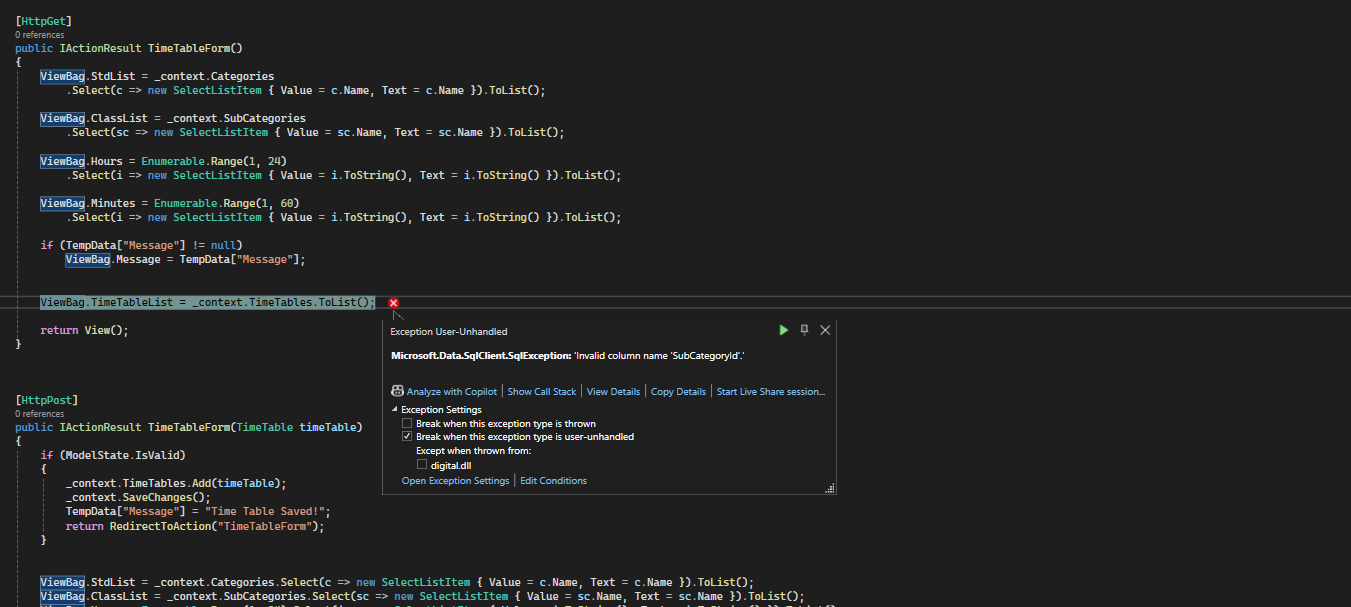 [HttpGet]
0 references
public IActionResult TimeTableForm()
{
ViewBag.StdList = _context.Categories
.Select(c => new SelectListItem { Value = c.Name, Text = c.Name }).ToList();
ViewBag.ClassList = _context.SubCategories
.Select(sc => new SelectListItem { Value = sc.Name, Text = sc.Name }).ToList();
ViewBag.Hours = Enumerable.Range(1, 24)
.Select(i => new SelectListItem { Value = i.ToString(), Text = i.ToString() }).ToList();
ViewBag.Minutes = Enumerable.Range(1, 60)
.Select(i => new SelectListItem { Value = i.ToString(), Text = i.ToString() }).ToList();
if (TempData["Message"] != null)
ViewBag.Message = TempData["Message"];
ViewBag.TimeTableList = _context.TimeTables.ToList();
return View();
}
Exception User-Unhandled
Microsoft.Data.SqlClient.SqlException: 'Invalid column name 'SubCategoryId'.'
Analyze with Copilot | Show Call Stack | View Details | Copy Details | Start Live Share session...
Exception Settings
Break when this exception type is thrown
Break when this exception type is user-unhandled
Except when thrown from:
digital.dll
Open Exception Settings | Edit Conditions
[HttpPost]
0 references
public IActionResult TimeTableForm(TimeTable timeTable)
{
if (ModelState.IsValid)
{
_context.TimeTables.Add(timeTable);
_context.SaveChanges();
TempData["Message"] = "Time Table Saved!";
return RedirectToAction("TimeTableForm");
}
ViewBag.StdList = _context.Categories.Select(c => new SelectListItem { Value = c.Name, Text = c.Name }).ToList();
ViewBag.ClassList = _context.SubCategories.Select(sc => new SelectListItem { Value = sc.Name, Text = sc.Name }).ToList();